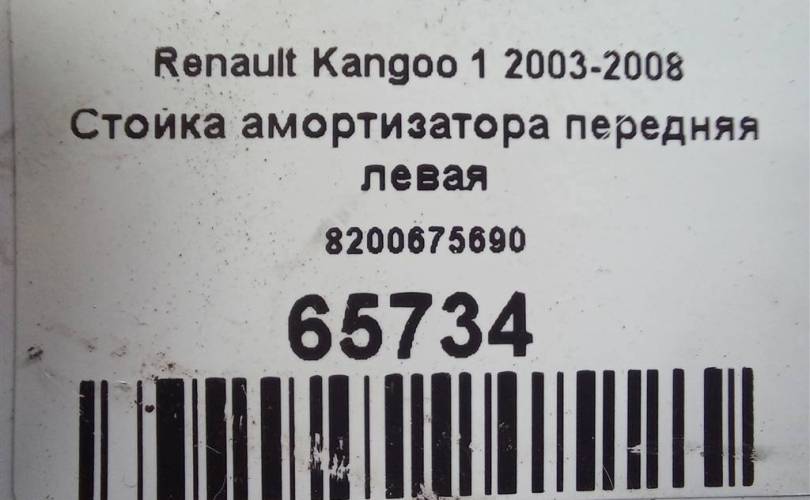 Renault Kangoo 1 2003-2008
Стойка амортизатора передняя
левая
8200675690
65734